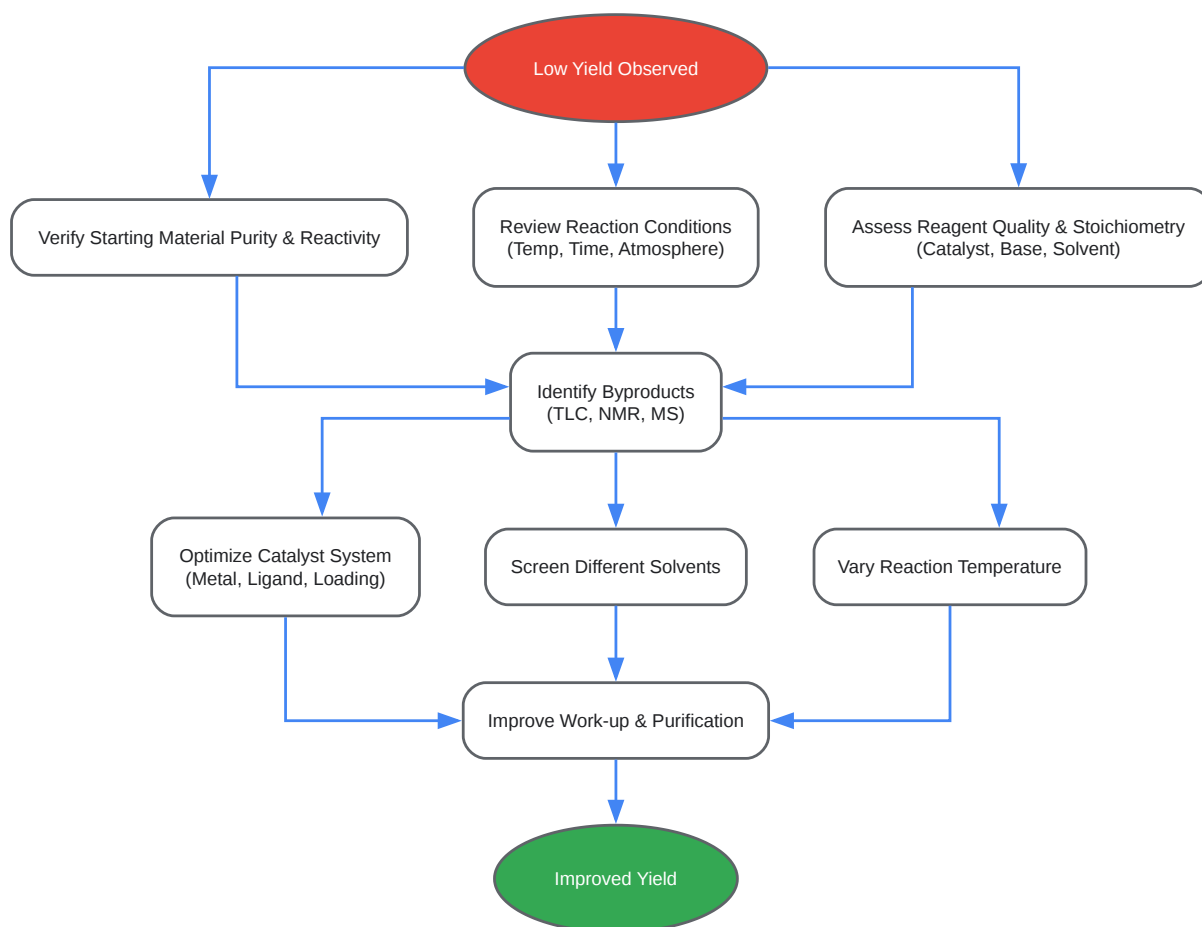 Low Yield Observed
Verify Starting Material Purity & Reactivity
Review Reaction Conditions
(Temp, Time, Atmosphere)
Assess Reagent Quality & Stoichiometry
(Catalyst, Base, Solvent)
Identify Byproducts
(TLC, NMR, MS)
Optimize Catalyst System
(Metal, Ligand, Loading)
Screen Different Solvents
Vary Reaction Temperature
Improve Work-up & Purification
Improved Yield